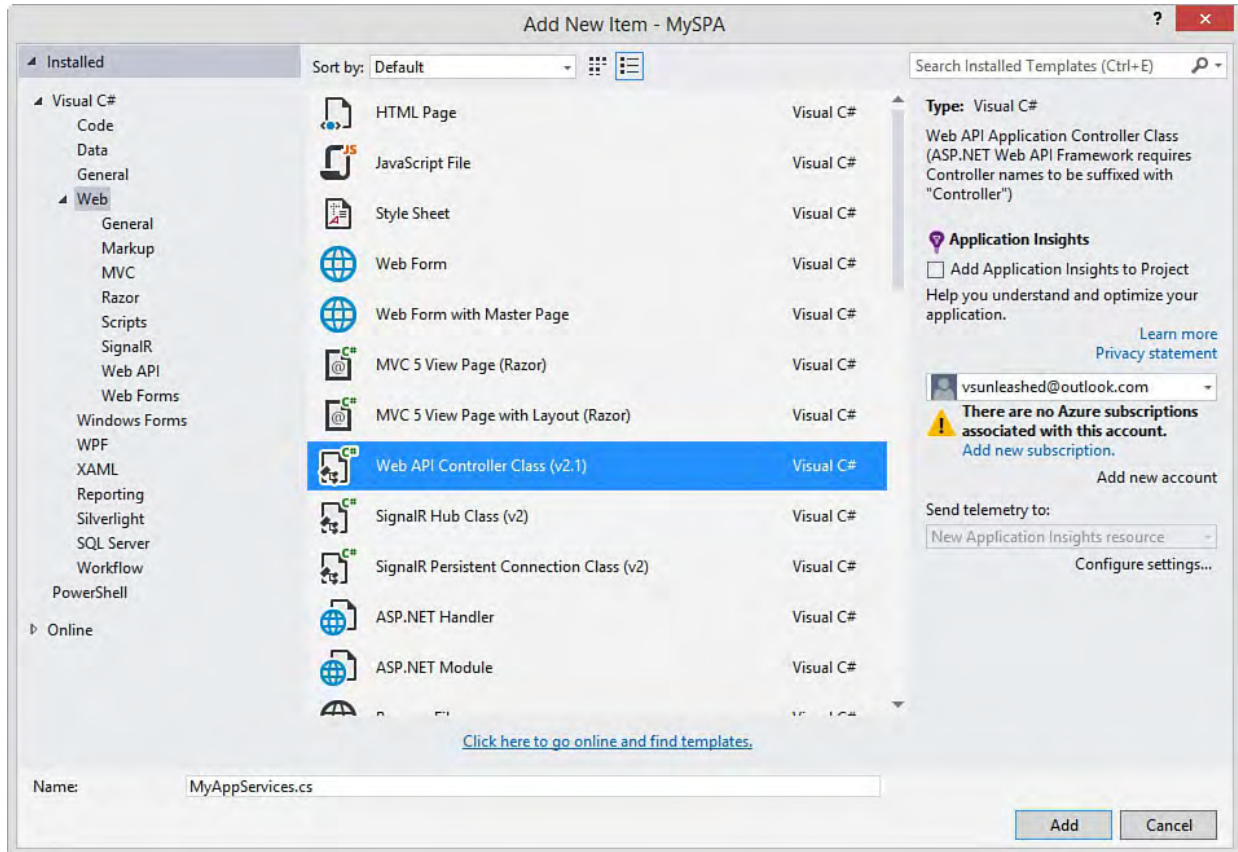 Add New Item - MySPA
?
Installed
Sort by: Default
Search Installed Templates (Ctrl+E)
Visual C#
Code
Data
General
Web
General
Markup
MVC
Razor
Scripts
SignalR
Web API
Web Forms
Windows Forms
WPF
XAML
Reporting
Silverlight
SQL Server
Workflow
PowerShell
Online
HTML Page Visual C#
JS
JavaScript File Visual C#
Style Sheet Visual C#
Web Form Visual C#
Web Form with Master Page Visual C#
C#
@
MVC 5 View Page (Razor) Visual C#
C#
@
MVC 5 View Page with Layout (Razor) Visual C#
C#
Web API Controller Class (v2.1) Visual C#
C#
SignalR Hub Class (v2) Visual C#
C#
SignalR Persistent Connection Class (v2) Visual C#
ASP.NET Handler Visual C#
ASP.NET Module Visual C#
Type: Visual C#
Web API Application Controller Class
(ASP.NET Web API Framework requires
Controller names to be suffixed with
"Controller")
Application Insights
Add Application Insights to Project
Help you understand and optimize your
application.
Learn more
Privacy statement
vsunleashed@outlook.com
There are no Azure subscriptions
associated with this account.
Add new subscription.
Add new account
Send telemetry to:
New Application Insights resource
Configure settings...
Click here to go online and find templates.
Name: MyAppServices.cs
Add Cancel